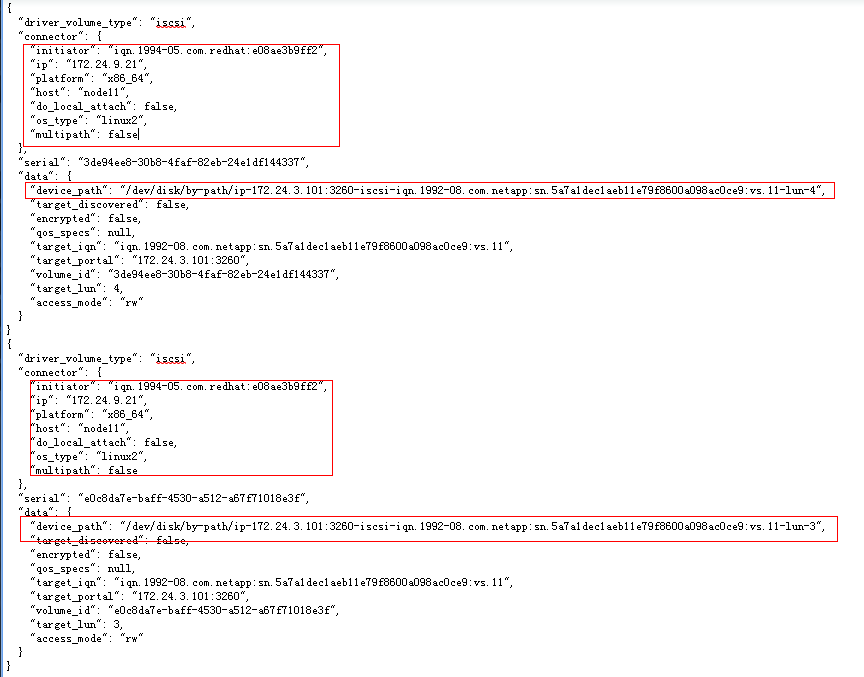 {
"driver_volume_type": "iscsi",
"connector": {
"initiator": "iqn.1994-05.com.redhat:e08ae3b9ff2",
"ip": "172.24.9.21",
"platform": "x86_64",
"host": "node11",
"do_local_attach": false,
"os_type": "linux2",
"multipath": false
},
"serial": "3de94ee8-30b8-4faf-82eb-24e1df144337",
"data": {
"device_path": "/dev/disk/by-path/ip-172.24.3.101:3260-iscsi-iqn.1992-08.com.netapp:sn.5a7a1dec1aeb11e79f8600a098ac0ce9:vs.11-lun-4",
"target_discovered": false,
"encrypted": false,
"qos_specs": null,
"target_iqn": "iqn.1992-08.com.netapp:sn.5a7a1dec1aeb11e79f8600a098ac0ce9:vs.11",
"target_portal": "172.24.3.101:3260",
"volume_id": "3de94ee8-30b8-4faf-82eb-24e1df144337",
"target_lun": 4,
"access_mode": "rw"
}
}
{
"driver_volume_type": "iscsi",
"connector": {
"initiator": "iqn.1994-05.com.redhat:e08ae3b9ff2",
"ip": "172.24.9.21",
"platform": "x86_64",
"host": "node11",
"do_local_attach": false,
"os_type": "linux2",
"multipath": false
},
"serial": "e0c8da7e-baff-4530-a512-a67f71018e3f",
"data": {
"device_path": "/dev/disk/by-path/ip-172.24.3.101:3260-iscsi-iqn.1992-08.com.netapp:sn.5a7a1dec1aeb11e79f8600a098ac0ce9:vs.11-lun-3",
"target_discovered": false,
"encrypted": false,
"qos_specs": null,
"target_iqn": "iqn.1992-08.com.netapp:sn.5a7a1dec1aeb11e79f8600a098ac0ce9:vs.11",
"target_portal": "172.24.3.101:3260",
"volume_id": "e0c8da7e-baff-4530-a512-a67f71018e3f",
"target_lun": 3,
"access_mode": "rw"
}
}